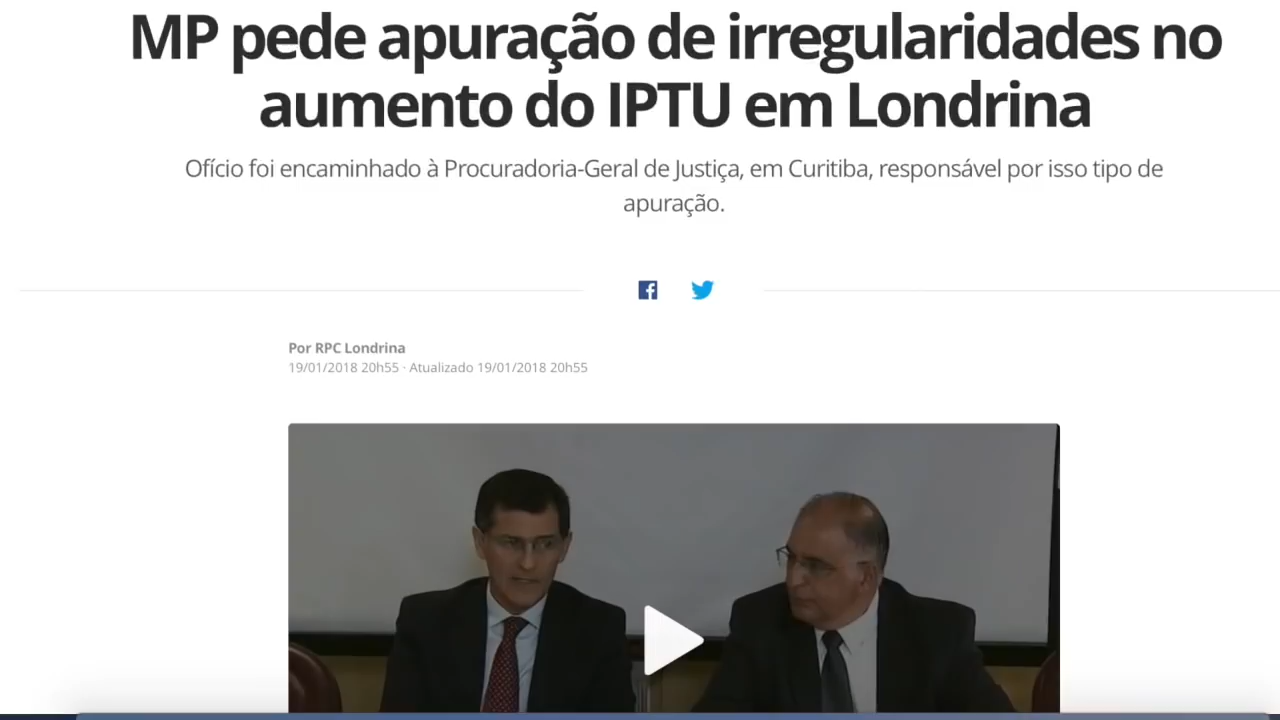 MP pede apuração de irregularidades no
aumento do IPTU em Londrina
Ofício foi encaminhado à Procuradoria-Geral de Justiça, em Curitiba, responsável por isso tipo de
apuração.
Por RPC Londrina
19/01/2018 20h55 · Atualizado 19/01/2018 20h55